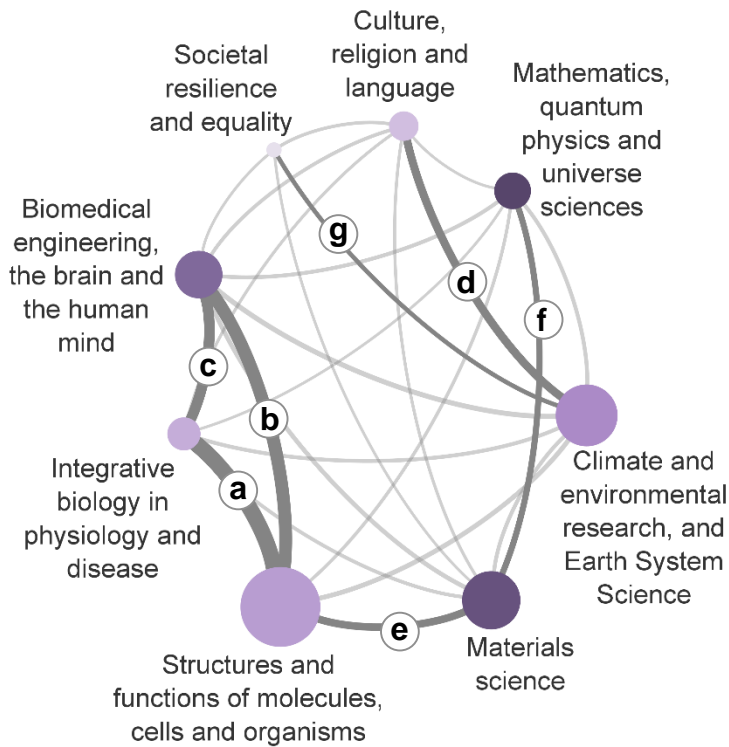 Culture,
religion and
language
Societal
resilience
and equality
Mathematics,
quantum
physics and
universe
sciences
Biomedical
engineering,
the brain and
the human
mind
g
d
f
c
b
a
e
Integrative
biology in
physiology and
disease
Climate and
environmental
research, and
Earth System
Science
Structures and
functions of molecules,
cells and organisms
Materials
science